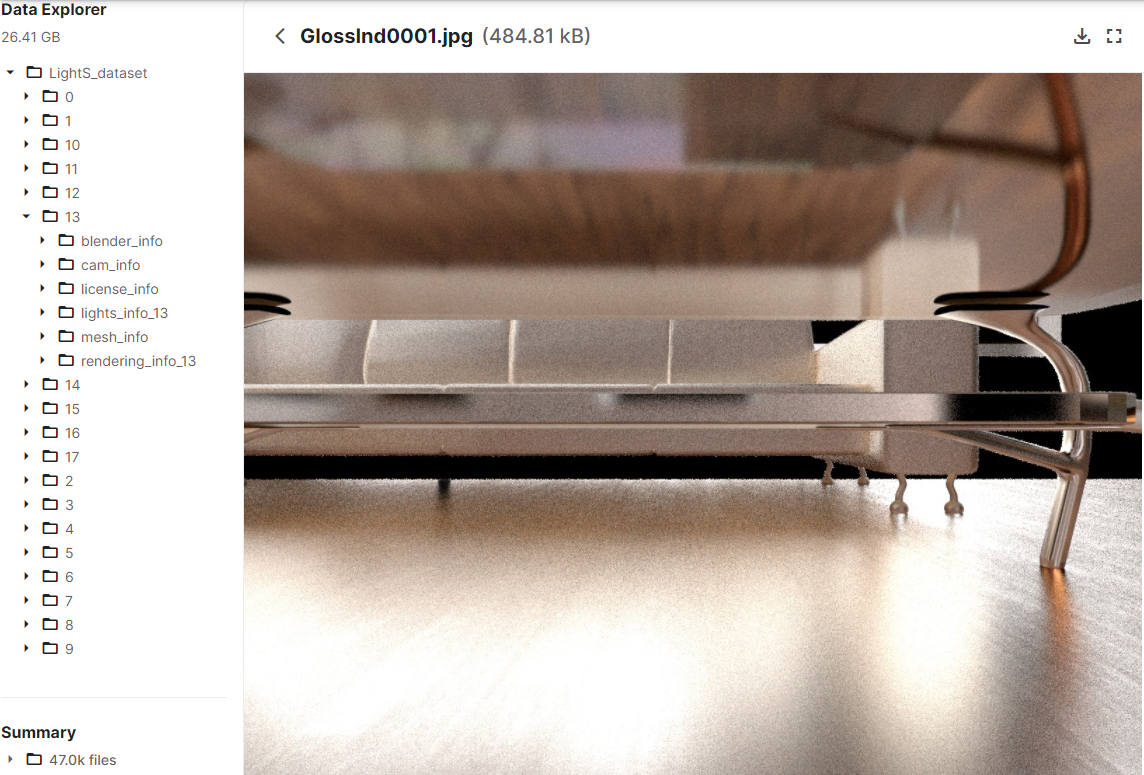 Data Explorer
26.41 GB
LightS_dataset
0
1
10
11
12
13
blender_info
cam_info
license_info
lights_info_13
mesh_info
rendering_info_13
14
15
16
17
2
3
4
5
6
7
8
9
Summary
47.0k files
GlossInd0001.jpg (484.81 kB)